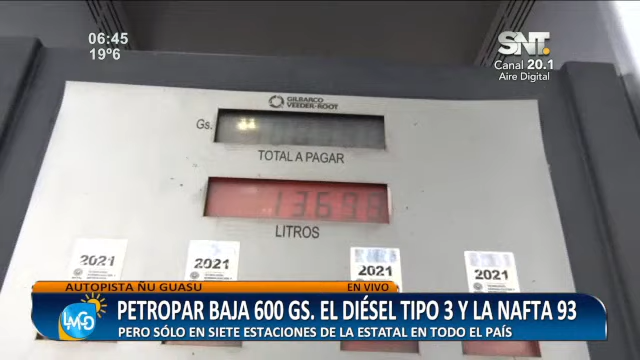 06:45
19°6
SNT.
Canal 20.1
Aire Digital
GILBARCO
VEEDER-ROOT
Gs.
TOTAL A PAGAR
LITROS
2021
2021
2021
2021
AUTOPISTA ÑU GUASU
EN VIVO
LMCD
PETROPAR BAJA 600 GS. EL DIÉSEL TIPO 3 Y LA NAFTA 93
PERO SÓLO EN SIETE ESTACIONES DE LA ESTATAL EN TODO EL PAÍS